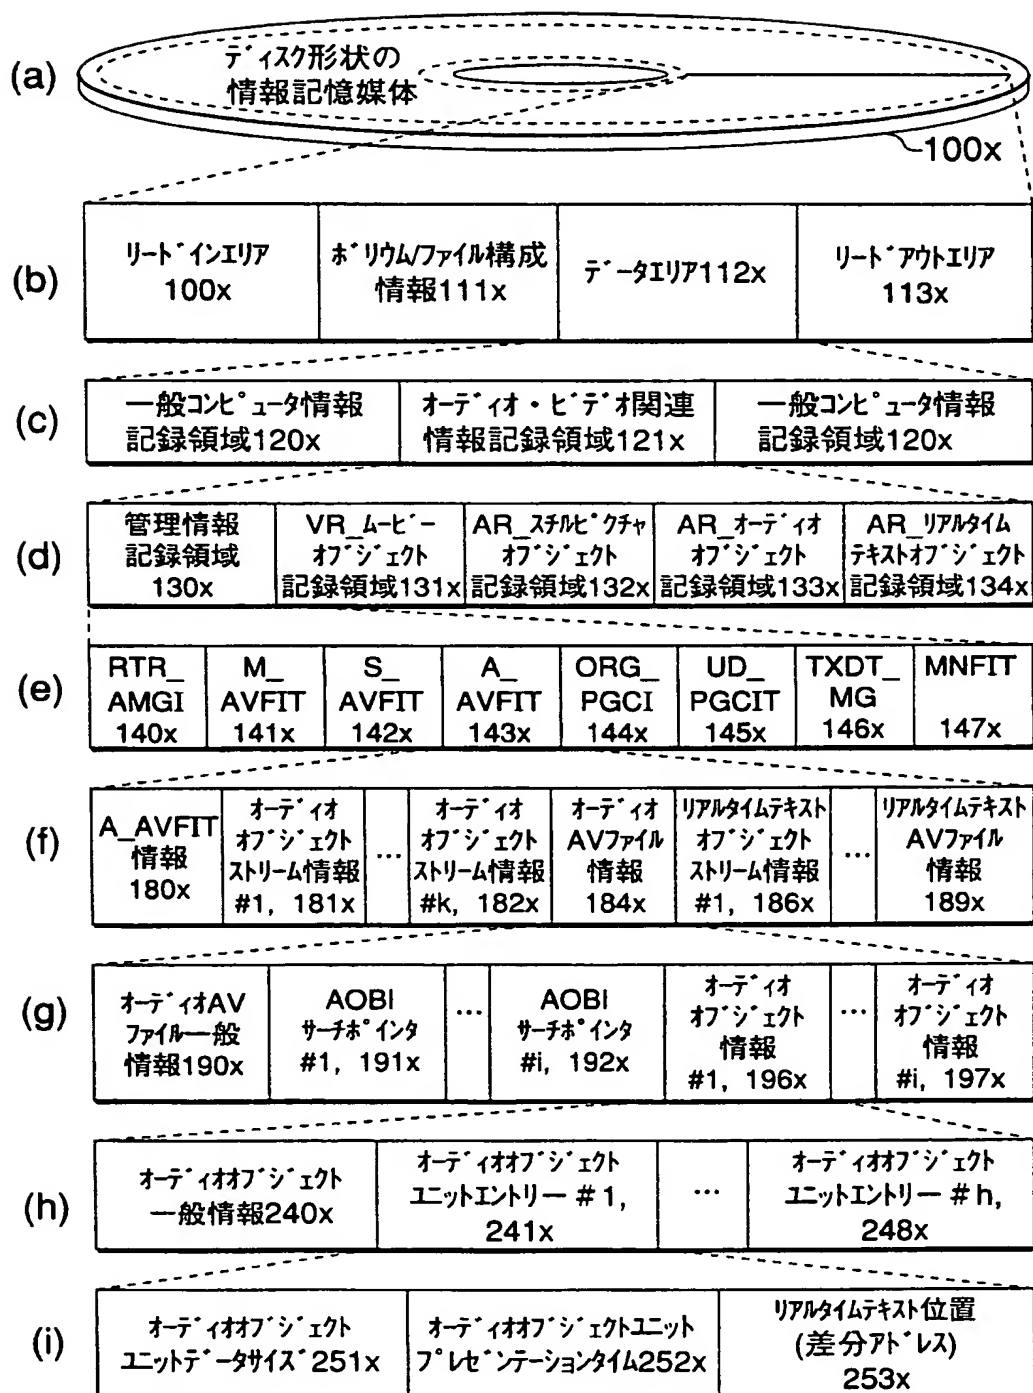 (a)
ディスク形状の
情報記憶媒体
100x
(b)
リードインエリア
100x
ボリウム/ファイル構成
情報111x
データエリア112x
リードアウトエリア
113x
(c)
一般コンピュータ情報
記録領域120x
オーディオ・ビデオ関連
情報記録領域121x
一般コンピュータ情報
記録領域120x
(d)
管理情報
記録領域
130x
VR_ムービー
オブジェクト
記録領域131x
AR_スチルピクチャ
オブジェクト
記録領域132x
AR_オーディオ
オブジェクト
記録領域133x
AR_リアルタイム
テキストオブジェクト
記録領域134x
(e)
RTR_
AMGI
140x
M_
AVFIT
141x
S_
AVFIT
142x
A_
AVFIT
143x
ORG_
PGCI
144x
UD_
PGCIT
145x
TXDT_
MG
146x
MNFIT
147x
(f)
A_AVFIT
情報
180x
オーディオ
オブジェクト
ストリーム情報
#1, 181x
…
オーディオ
オブジェクト
ストリーム情報
#k, 182x
オーディオ
AVファイル
情報
184x
リアルタイムテキスト
オブジェクト
ストリーム情報
#1, 186x
…
リアルタイムテキスト
AVファイル
情報
189x
(g)
オーディオAV
ファイル一般
情報190x
AOBI
サーチポインタ
#1, 191x
…
AOBI
サーチポインタ
#i, 192x
オーディオ
オブジェクト
情報
#1, 196x
…
オーディオ
オブジェクト
情報
#i, 197x
(h)
オーディオオブジェクト
一般情報240x
オーディオオブジェクト
ユニットエントリー #1,
241x
…
オーディオオブジェクト
ユニットエントリー #h,
248x
(i)
オーディオオブジェクト
ユニットデータサイズ251x
オーディオオブジェクトユニット
プレゼンテーションタイム252x
リアルタイムテキスト位置
(差分アドレス)
253x